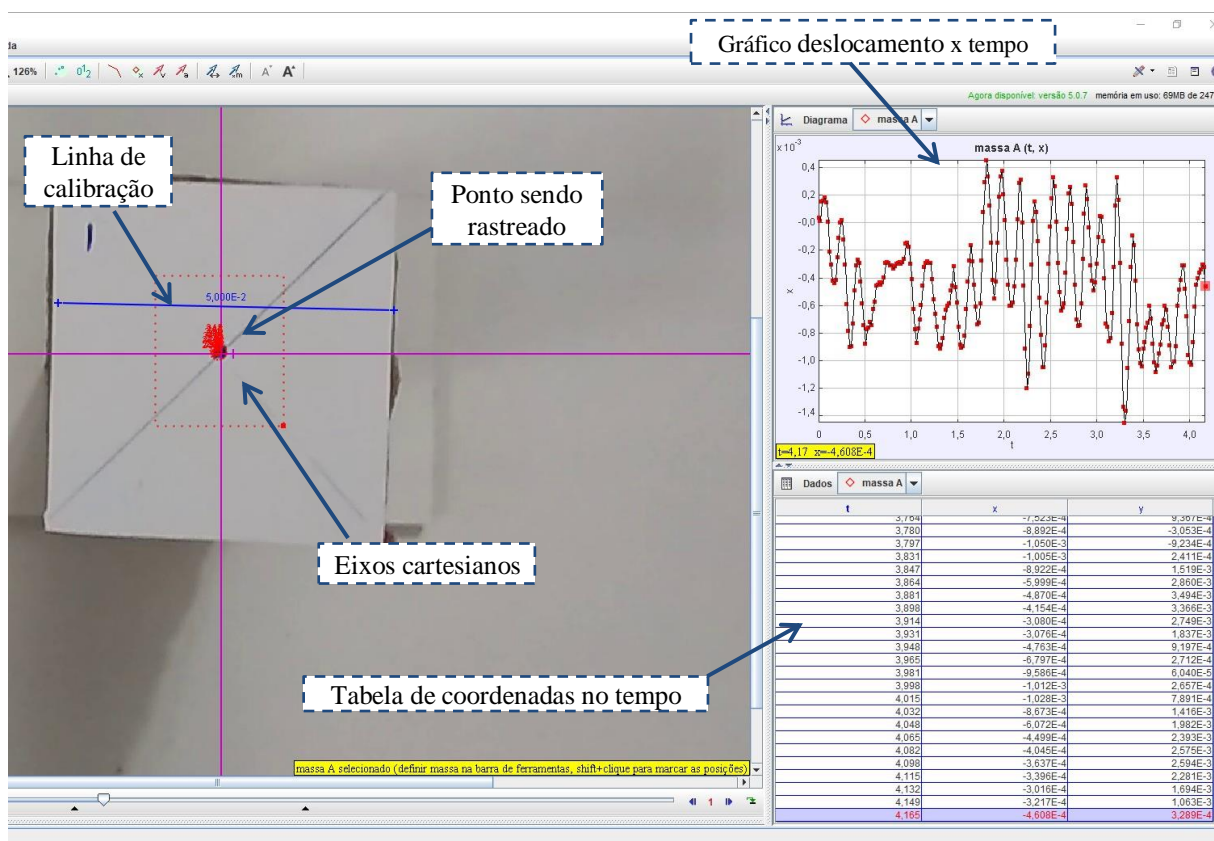 da
Gráfico deslocamento x tempo
126%
Agora disponível: versão 5.0.7 memória em uso: 69MB de 247
Diagrama massa A
Linha de
calibração
Ponto sendo
rastreado
5,000E-2
Eixos cartesianos
Tabela de coordenadas no tempo
massa A selecionado (definir massa na barra de ferramentas, shift+clique para marcar as posições)
1
x 10-3
massa A (t, x)
0,4
0,2
-0,0
-0,2
-0,4
x
-0,6
-0,8
-1,0
-1,2
-1,4
0 0,5 1,0 1,5 2,0 2,5 3,0 3,5 4,0
t
t=4,17 x=-4,608E-4
Dados massa A
t x y
3,764 -7,523E-4 9,367E-4
3,780 -8,892E-4 -3,053E-4
3,797 -1,050E-3 -9,234E-4
3,831 -1,005E-3 2,411E-4
3,847 -8,922E-4 1,519E-3
3,864 -5,999E-4 2,860E-3
3,881 -4,870E-4 3,494E-3
3,898 -4,154E-4 3,366E-3
3,914 -3,080E-4 2,749E-3
3,931 -3,076E-4 1,837E-3
3,948 -4,763E-4 9,197E-4
3,965 -6,797E-4 2,712E-4
3,981 -9,586E-4 6,040E-5
3,998 -1,012E-3 2,657E-4
4,015 -1,028E-3 7,891E-4
4,032 -8,673E-4 1,416E-3
4,048 -6,072E-4 1,982E-3
4,065 -4,499E-4 2,393E-3
4,082 -4,045E-4 2,575E-3
4,098 -3,637E-4 2,594E-3
4,115 -3,396E-4 2,281E-3
4,132 -3,016E-4 1,694E-3
4,149 -3,217E-4 1,063E-3
4,165 -4,608E-4 3,289E-4